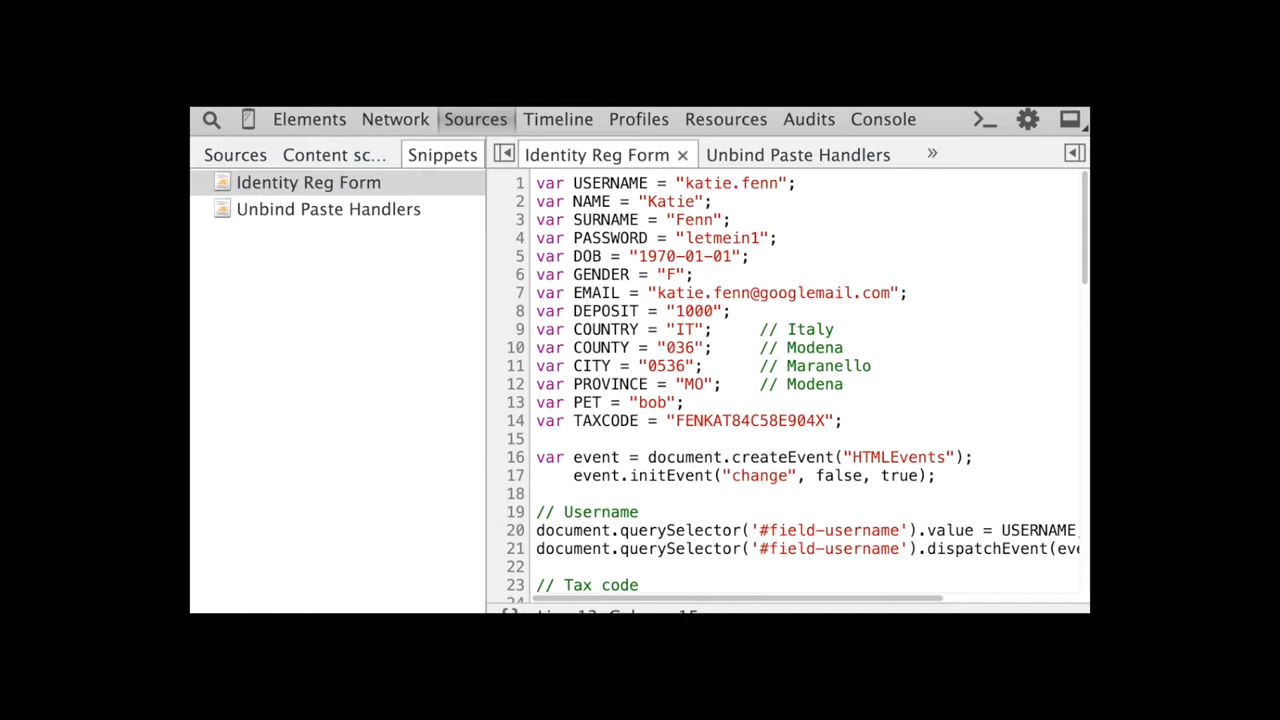 Elements Network Sources Timeline Profiles Resources Audits Console
Sources Content sc... Snippets Identity Reg Form × Unbind Paste Handlers »
Identity Reg Form
Unbind Paste Handlers
1 var USERNAME = "katie.fenn";
2 var NAME = "Katie";
3 var SURNAME = "Fenn";
4 var PASSWORD = "letmein1";
5 var DOB = "1970-01-01";
6 var GENDER = "F";
7 var EMAIL = "katie.fenn@googlemail.com";
8 var DEPOSIT = "1000";
9 var COUNTRY = "IT"; // Italy
10 var COUNTY = "036"; // Modena
11 var CITY = "0536"; // Maranello
12 var PROVINCE = "MO"; // Modena
13 var PET = "bob";
14 var TAXCODE = "FENKAT84C58E904X";
15
16 var event = document.createEvent("HTMLEvents");
17 event.initEvent("change", false, true);
18
19 // Username
20 document.querySelector('#field-username').value = USERNAME
21 document.querySelector('#field-username').dispatchEvent(eve
22
23 // Tax code
24